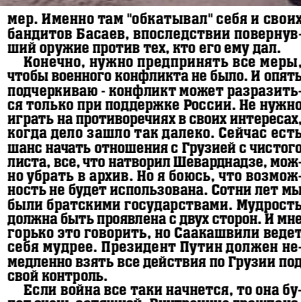 мер. Именно там "обкатывал" себя и своих
бандитов Басаев, впоследствии повернув-
ший оружие против тех, кто его ему дал.
Конечно, нужно предпринять все меры,
чтобы военного конфликта не было. И опять
подчеркиваю - конфликт может разразить-
ся только при поддержке России. Не нужно
играть на противоречиях в своих интересах,
когда дело зашло так далеко. Сейчас есть
шанс начать отношения с Грузией с чистого
листа, все, что натворил Шеварднадзе, мож-
но убрать в архив. Но я боюсь, что возмож-
ность не будет использована. Сотни лет мы
были братскими государствами. Мудрость
должна быть проявлена с двух сторон. И мне
горько это говорить, но Саакашвили ведет
себя мудрее. Президент Путин должен не-
медленно взять все действия по Грузии под
свой контроль.
Если война все таки начнется, то она бу-